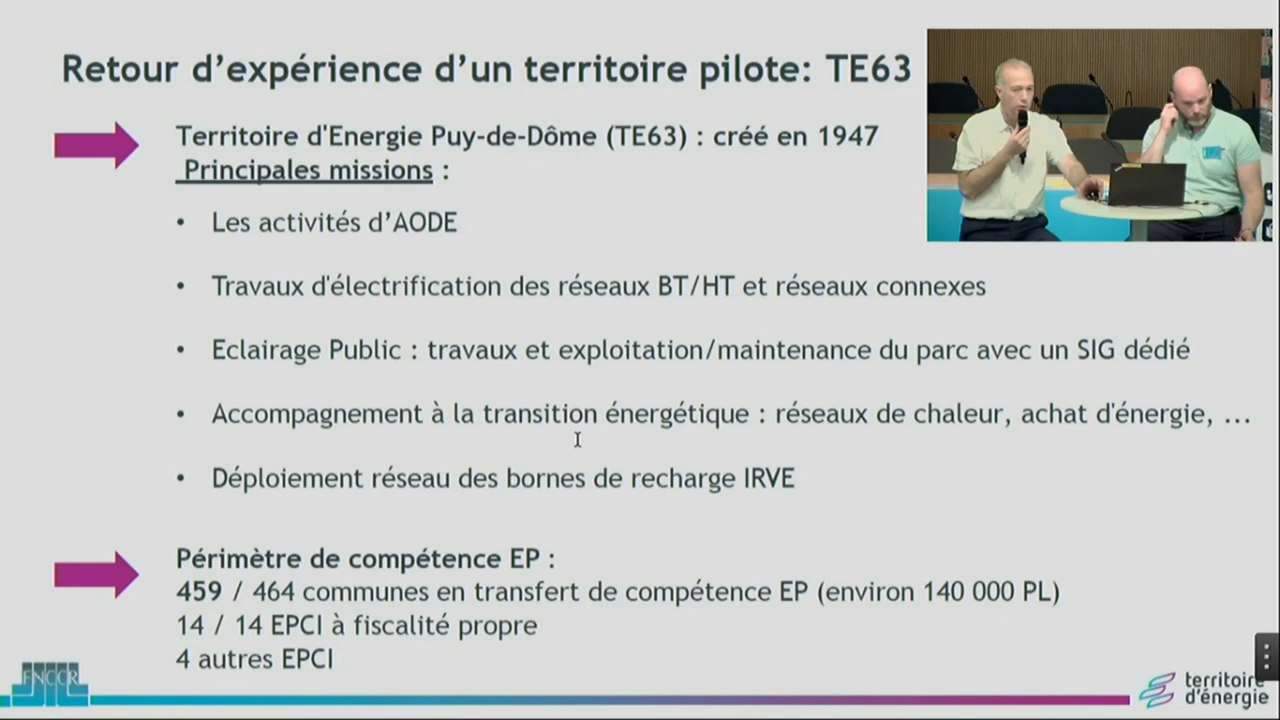 Retour d’expérience d’un territoire pilote: TE63
Territoire d'Energie Puy-de-Dôme (TE63) : créé en 1947
Principales missions :
• Les activités d’AODE
• Travaux d'électrification des réseaux BT/HT et réseaux connexes
• Eclairage Public : travaux et exploitation/maintenance du parc avec un SIG dédié
• Accompagnement à la transition énergétique : réseaux de chaleur, achat d'énergie, ...
• Déploiement réseau des bornes de recharge IRVE
Périmètre de compétence EP :
459 / 464 communes en transfert de compétence EP (environ 140 000 PL)
14 / 14 EPCI à fiscalité propre
4 autres EPCI
FNCCR
territoire
d'énergie